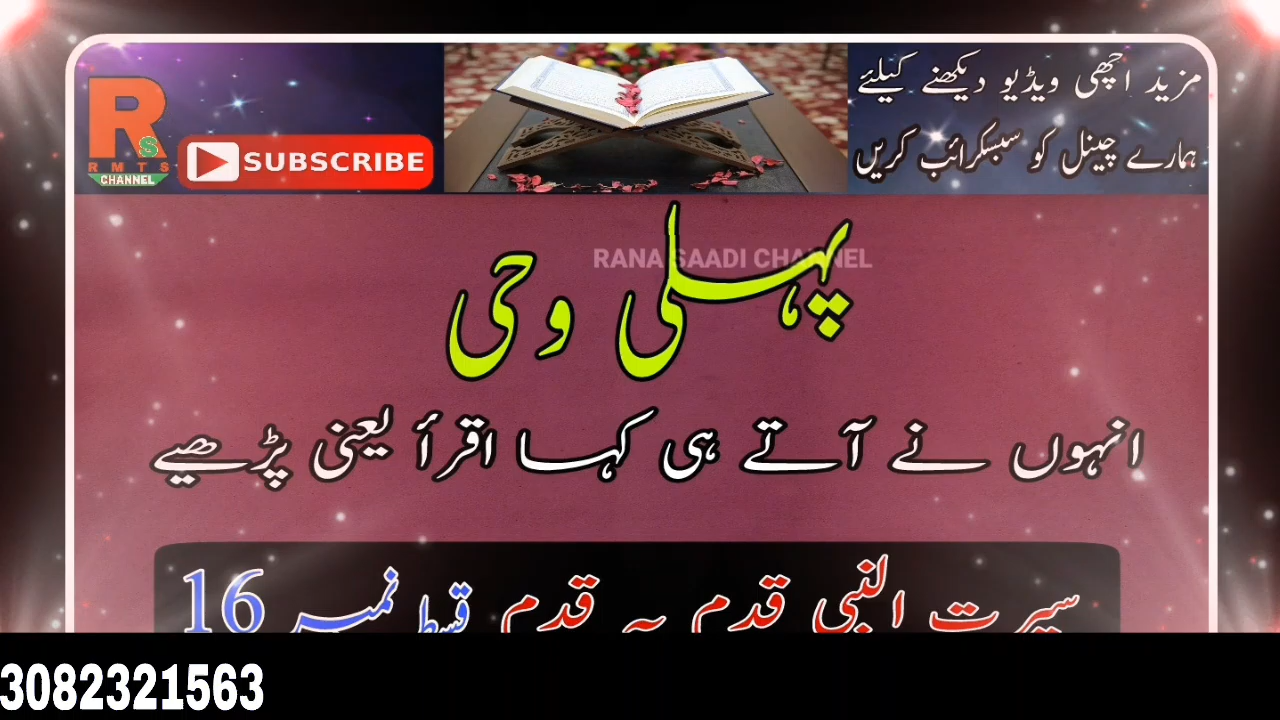 R
S
RMTS
CHANNEL
SUBSCRIBE
مزید اچھی ویڈیو دیکھنے کیلئے
ہمارے چینل کو سبسکرائب کریں
RANA SAADI CHANNEL
پہلی وحی
انہوں نے آتے ہی کہا اقرأ یعنی پڑھیے
سیرت النبی قدم بہ قدم قسط نمبر 16
3082321563